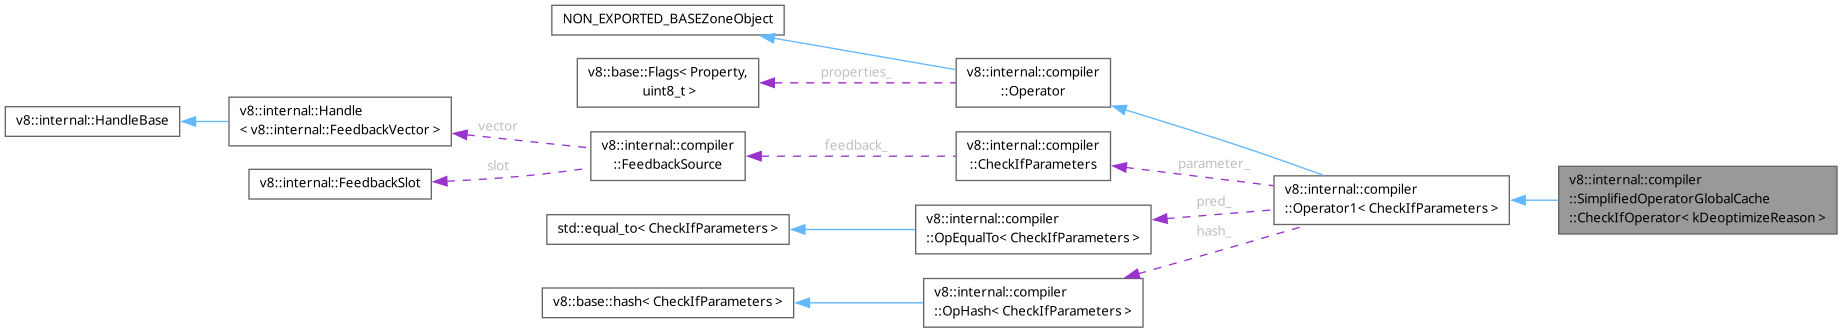 NON_EXPORTED_BASEZoneObject
v8::base::Flags< Property,
uint8_t >
properties_
v8::internal::compiler
::Operator
v8::internal::HandleBase
v8::internal::Handle
< v8::internal::FeedbackVector >
vector
v8::internal::FeedbackSlot
slot
v8::internal::compiler
::FeedbackSource
feedback_
v8::internal::compiler
::CheckIfParameters
parameter_
std::equal_to< CheckIfParameters >
v8::internal::compiler
::OpEqualTo< CheckIfParameters >
pred_
hash_
v8::base::hash< CheckIfParameters >
v8::internal::compiler
::OpHash< CheckIfParameters >
v8::internal::compiler
::Operator1< CheckIfParameters >
v8::internal::compiler
::SimplifiedOperatorGlobalCache
::CheckIfOperator< kDeoptimizeReason >